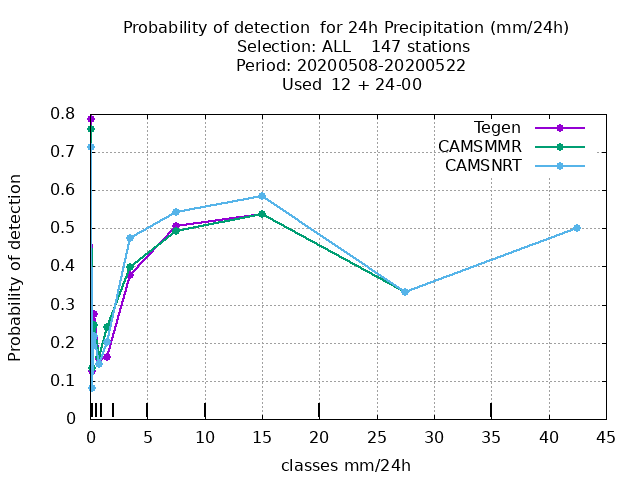 Probability of detection  for 24h Precipitation (mm/24h)
Selection: ALL    147 stations
Period: 20200508-20200522
Used  12 + 24-00
Tegen
CAMSMMR
CAMSNRT
Probability of detection
0.8
0.7
0.6
0.5
0.4
0.3
0.2
0.1
0
0 5 10 15 20 25 30 35 40 45
classes mm/24h